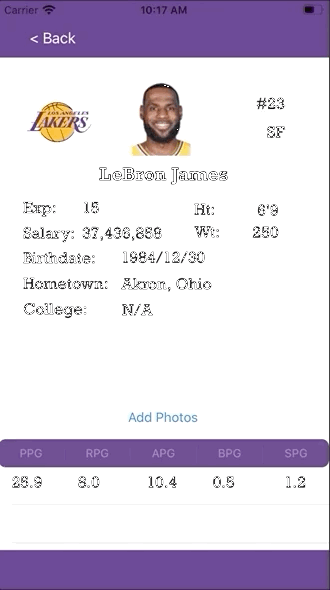 Carrier 10:17 AM
< Back
LOS ANGELES
LAKERS
#23
SF
LeBron James
Exp: 15 Ht: 6'9
Salary: 37,436,858 Wt: 250
Birthdate: 1984/12/30
Hometown: Akron, Ohio
College: N/A
Add Photos
PPG RPG APG BPG SPG
25.9 8.0 10.4 0.5 1.2